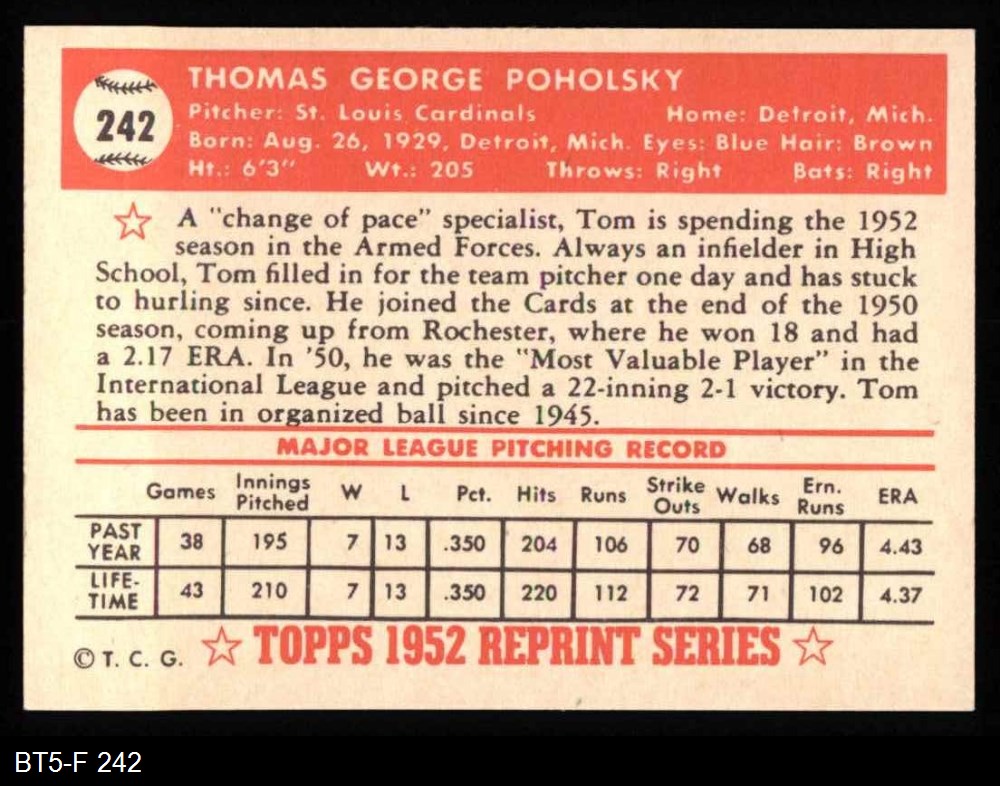 242
THOMAS GEORGE POHOLSKY
Pitcher: St. Louis Cardinals Home: Detroit, Mich.
Born: Aug. 26, 1929, Detroit, Mich. Eyes: Blue Hair: Brown
Ht.: 6'3" Wt.: 205 Throws: Right Bats: Right
A "change of pace" specialist, Tom is spending the 1952
season in the Armed Forces. Always an infielder in High
School, Tom filled in for the team pitcher one day and has stuck
to hurling since. He joined the Cards at the end of the 1950
season, coming up from Rochester, where he won 18 and had
a 2.17 ERA. In '50, he was the "Most Valuable Player" in the
International League and pitched a 22-inning 2-1 victory. Tom
has been in organized ball since 1945.
MAJOR LEAGUE PITCHING RECORD
Games Innings Pitched W L Pct. Hits Runs Strike Outs Walks Ern. Runs ERA
PAST YEAR 38 195 7 13 .350 204 106 70 68 96 4.43
LIFE-TIME 43 210 7 13 .350 220 112 72 71 102 4.37
© T. C. G. ☆ TOPPS 1952 REPRINT SERIES ☆
BT5-F 242